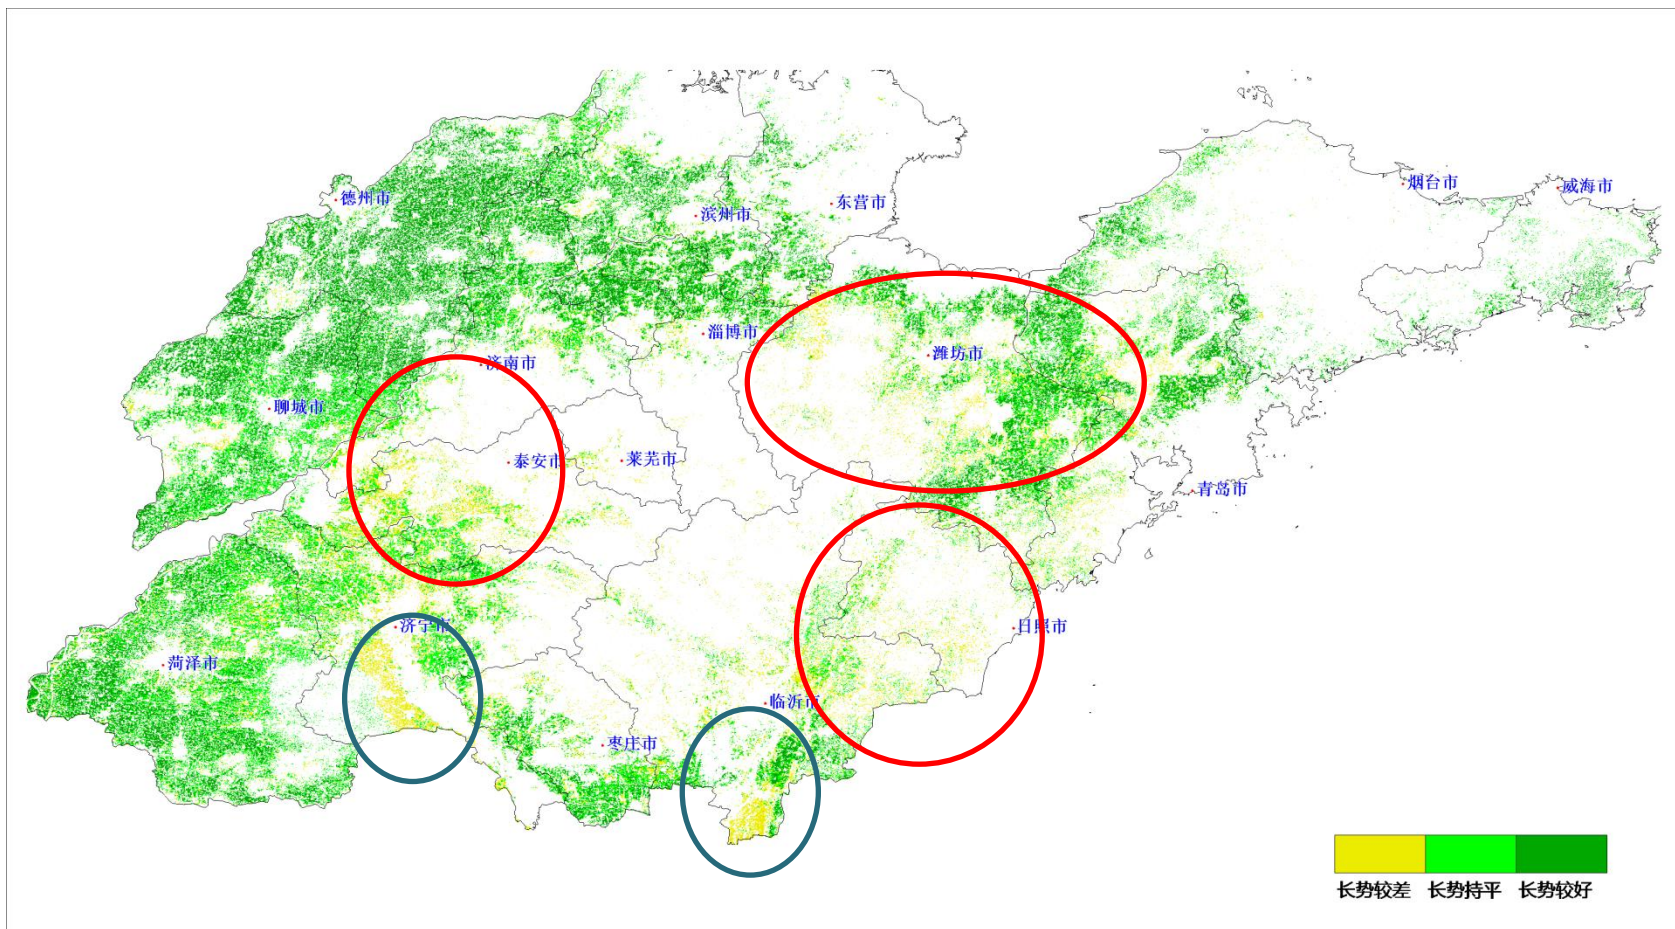 烟台市
威海市
德州市
东营市
滨州市
淄博市
潍坊市
济南市
聊城市
莱芜市
泰安市
青岛市
济宁市
日照市
菏泽市
临沂市
枣庄市
长势较差 长势持平 长势较好